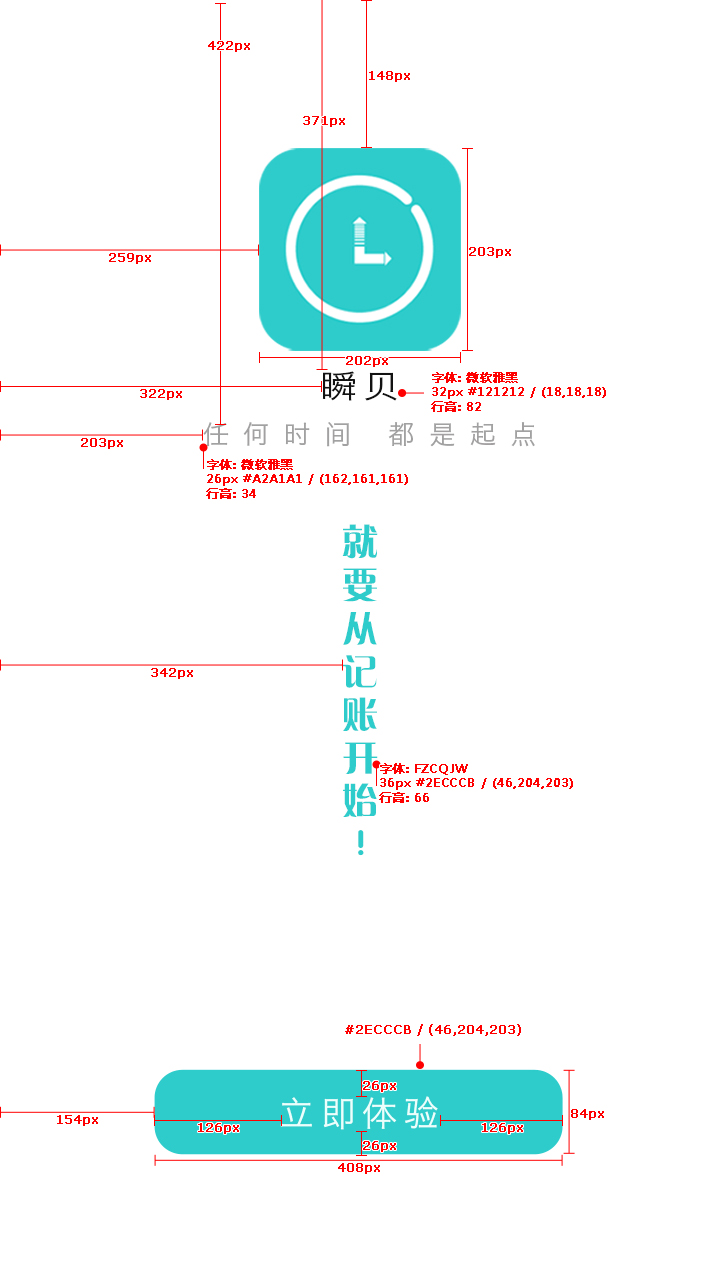 422px
148px
371px
259px
203px
202px
322px
瞬贝
字体: 微软雅黑
32px #121212 / (18,18,18)
行高: 82
203px
任何时间 都是起点
字体: 微软雅黑
26px #A2A1A1 / (162,161,161)
行高: 34
就要从记账开始!
342px
字体: FZCQJW
36px #2ECCCB / (46,204,203)
行高: 66
#2ECCCB / (46,204,203)
26px
立即体验
154px
126px
126px
84px
26px
408px